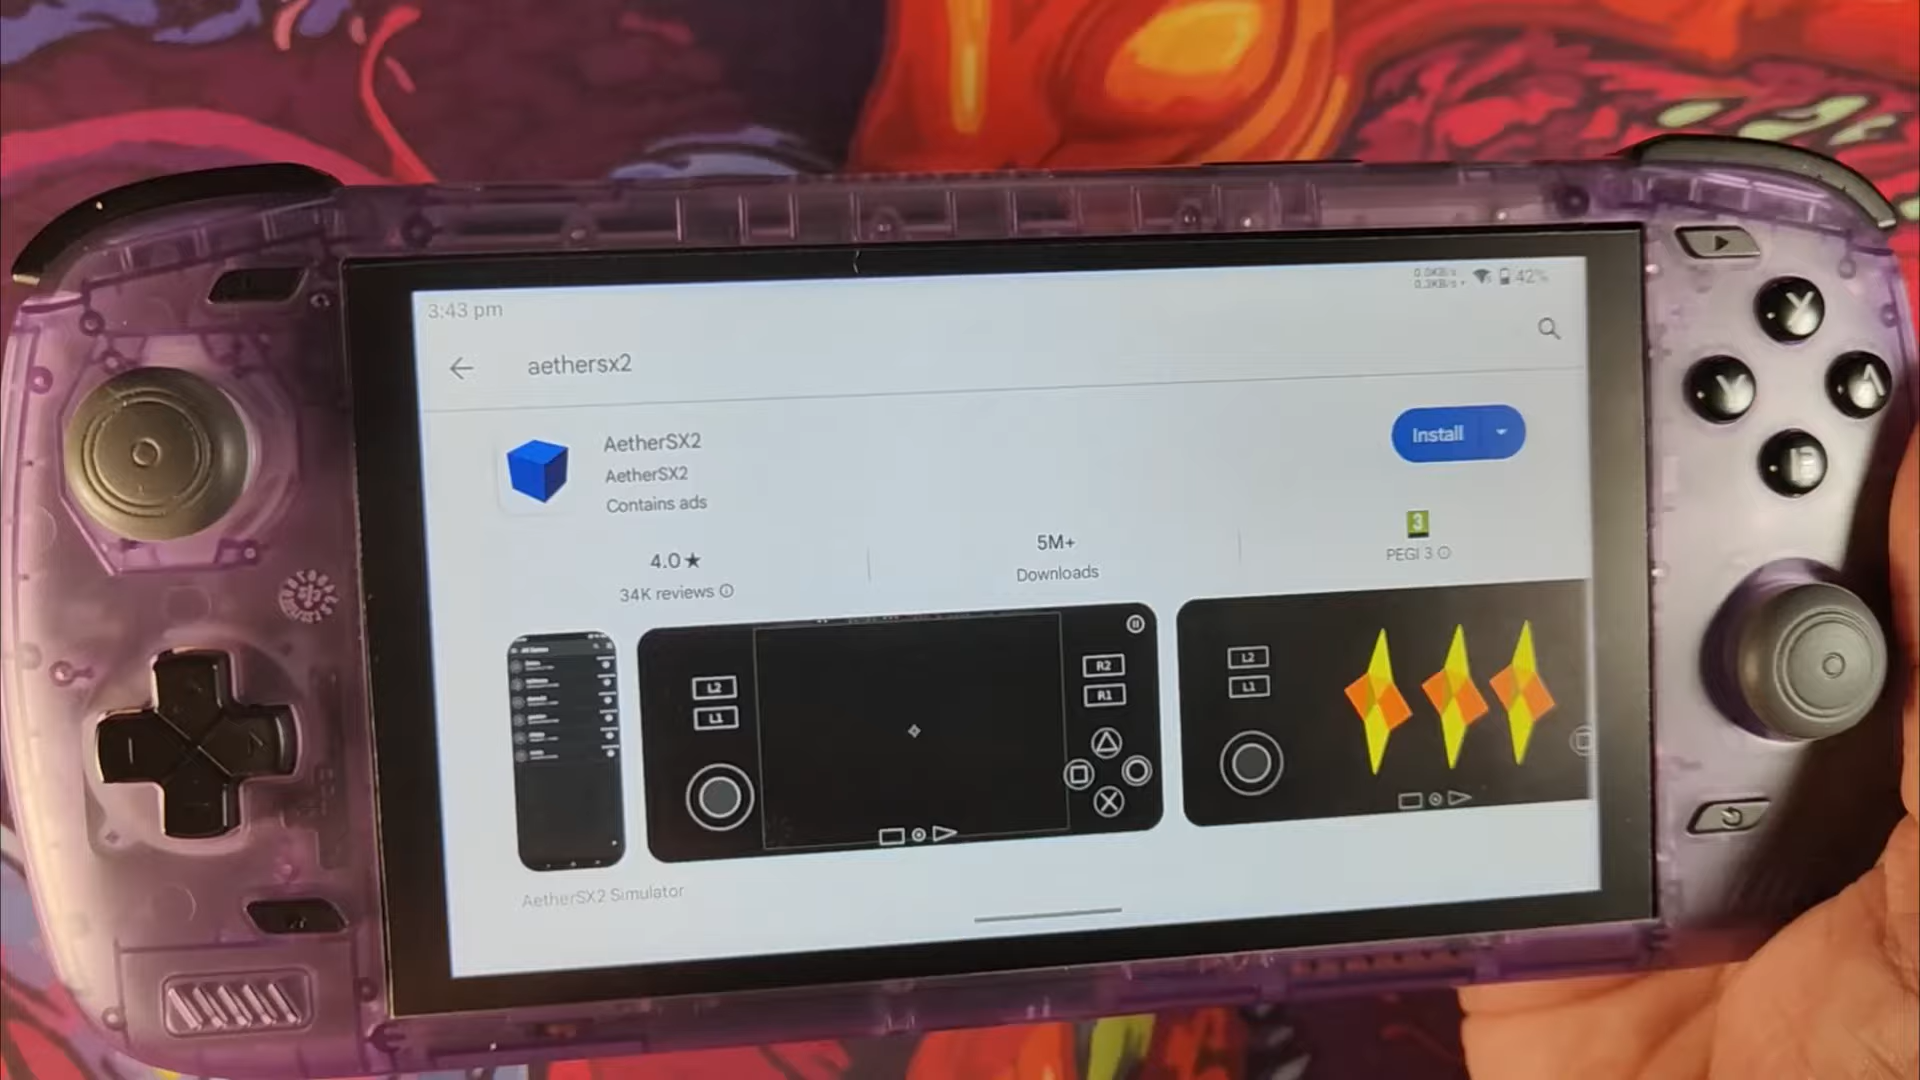 3:43 pm
42%
aethersx2
AetherSX2
AetherSX2
Contains ads
Install
4.0★
34K reviews
5M+
Downloads
3
PEGI 3
L2
L1
R2
R1
L2
L1
AetherSX2 Simulator
Y
A